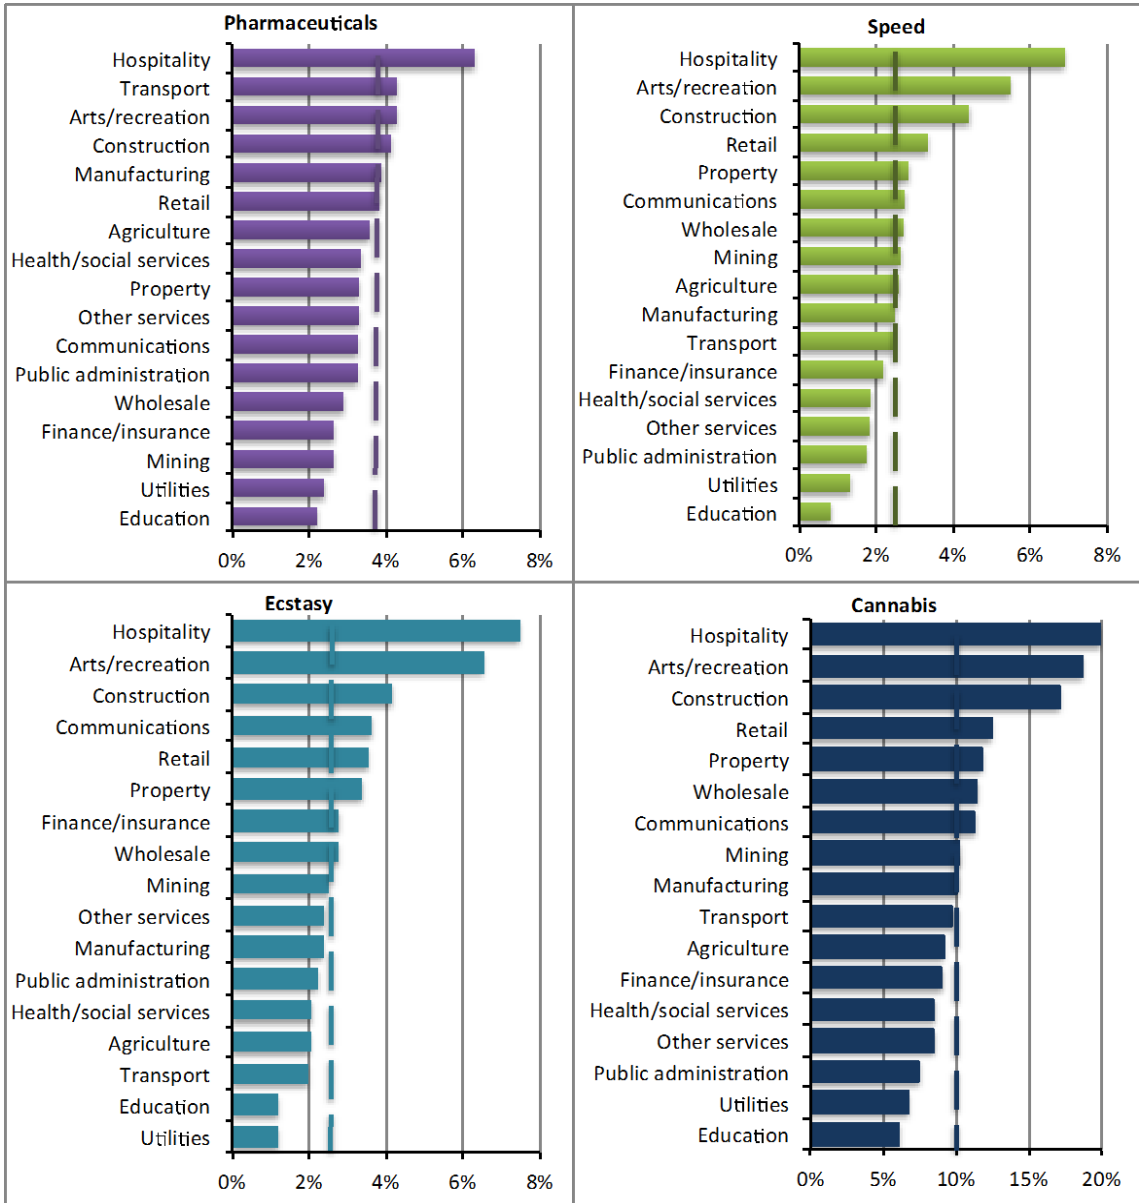 Pharmaceuticals
Hospitality
Transport
Arts/recreation
Construction
Manufacturing
Retail
Agriculture
Health/social services
Property
Other services
Communications
Public administration
Wholesale
Finance/insurance
Mining
Utilities
Education
0% 2% 4% 6% 8%
Speed
Hospitality
Arts/recreation
Construction
Retail
Property
Communications
Wholesale
Mining
Agriculture
Manufacturing
Transport
Finance/insurance
Health/social services
Other services
Public administration
Utilities
Education
0% 2% 4% 6% 8%
Ecstasy
Hospitality
Arts/recreation
Construction
Communications
Retail
Property
Finance/insurance
Wholesale
Mining
Other services
Manufacturing
Public administration
Health/social services
Agriculture
Transport
Education
Utilities
0% 2% 4% 6% 8%
Cannabis
Hospitality
Arts/recreation
Construction
Retail
Property
Wholesale
Communications
Mining
Manufacturing
Transport
Agriculture
Finance/insurance
Health/social services
Other services
Public administration
Utilities
Education
0% 5% 10% 15% 20%